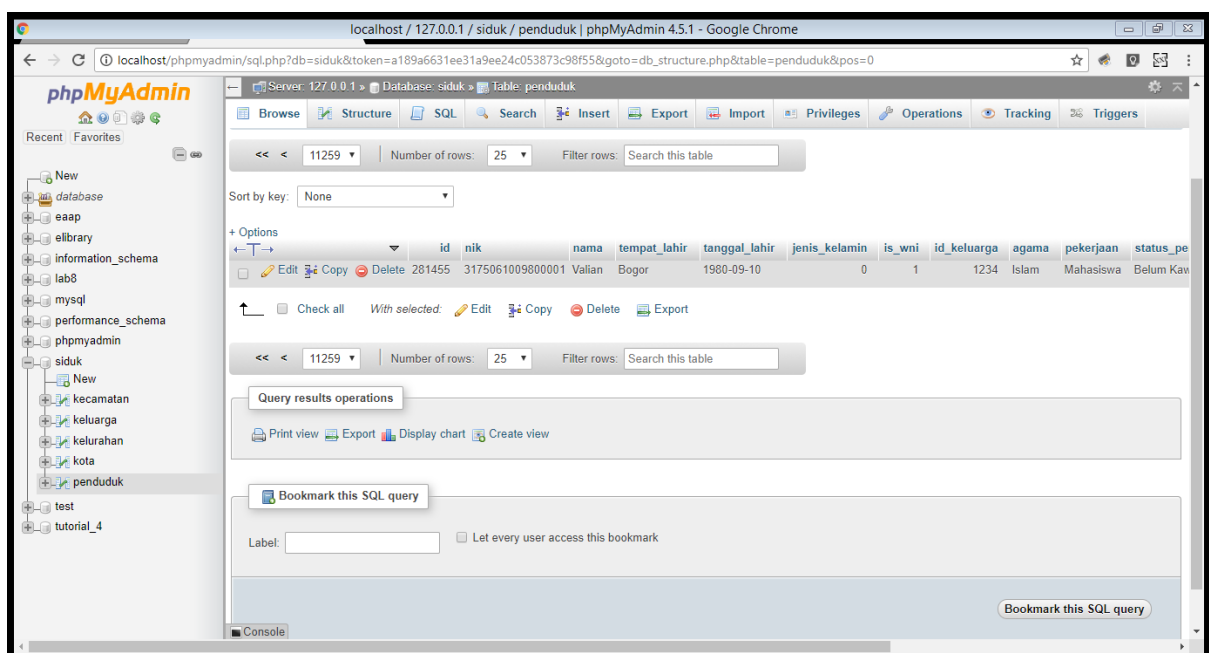 localhost / 127.0.0.1 / siduk / penduduk | phpMyAdmin 4.5.1 - Google Chrome
localhost/phpmyadmin/sql.php?db=siduk&token=a189a6631ee31a9ee24c053873c98f55&goto=db_structure.php&table=penduduk&pos=0
phpMyAdmin
Recent Favorites
New
database
eaap
elibrary
information_schema
lab8
mysql
performance_schema
phpmyadmin
siduk
New
kecamatan
keluarga
kelurahan
kota
penduduk
test
tutorial_4
Server: 127.0.0.1 » Database: siduk » Table: penduduk
Browse Structure SQL Search Insert Export Import Privileges Operations Tracking Triggers
<< < 11259 Number of rows: 25 Filter rows: Search this table
Sort by key: None
+ Options
id nik nama tempat_lahir tanggal_lahir jenis_kelamin is_wni id_keluarga agama pekerjaan status_pe
Edit Copy Delete 281455 3175061009800001 Valian Bogor 1980-09-10 0 1 1234 Islam Mahasiswa Belum Kaw
Check all With selected: Edit Copy Delete Export
<< < 11259 Number of rows: 25 Filter rows: Search this table
Query results operations
Print view Export Display chart Create view
Bookmark this SQL query
Label: Let every user access this bookmark
Bookmark this SQL query
Console